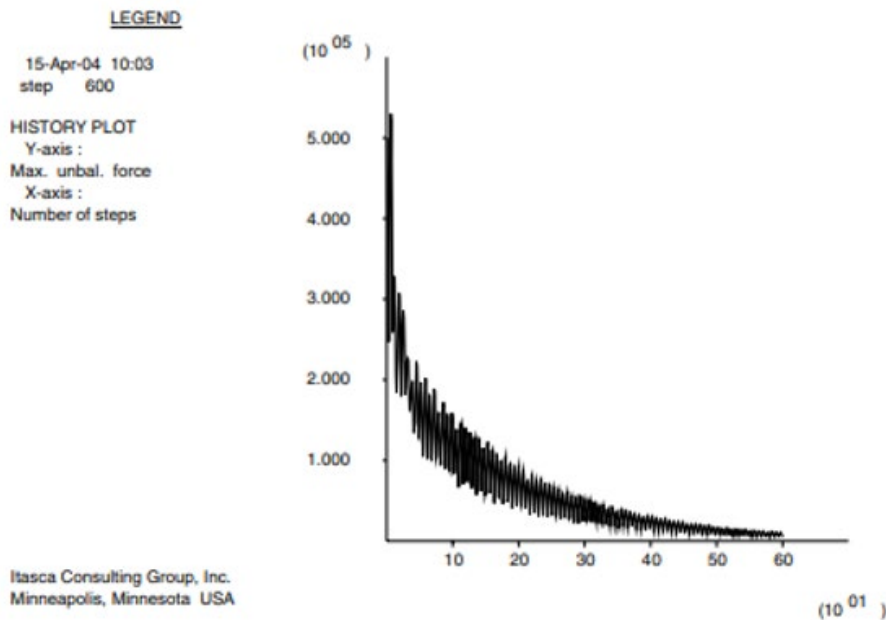 LEGEND
15-Apr-04 10:03
step 600
HISTORY PLOT
Y-axis :
Max. unbal. force
X-axis :
Number of steps
Itasca Consulting Group, Inc.
Minneapolis, Minnesota USA
(10 05 )
5.000
4.000
3.000
2.000
1.000
10 20 30 40 50 60
(10 01 )